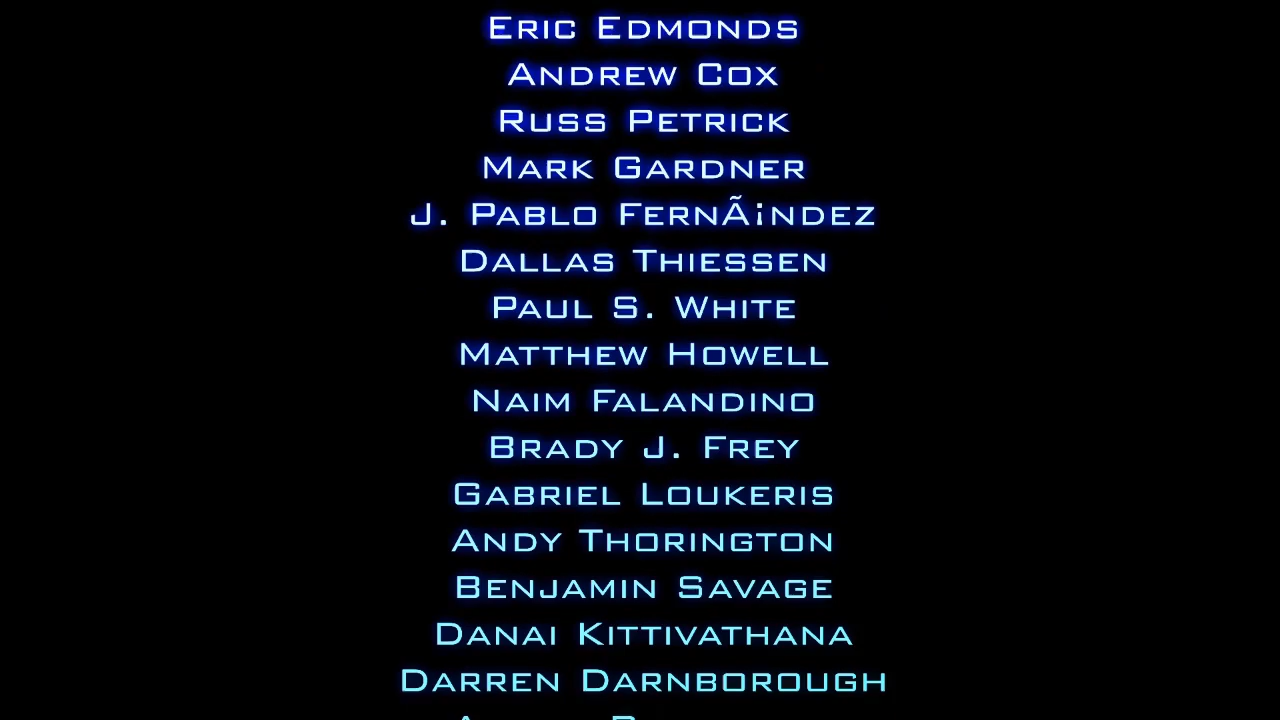 Eric Edmonds
Andrew Cox
Russ Petrick
Mark Gardner
J. Pablo FernÃ¡ndez
Dallas Thiessen
Paul S. White
Matthew Howell
Naim Falandino
Brady J. Frey
Gabriel Loukeris
Andy Thorington
Benjamin Savage
Danai Kittivathana
Darren Darnborough